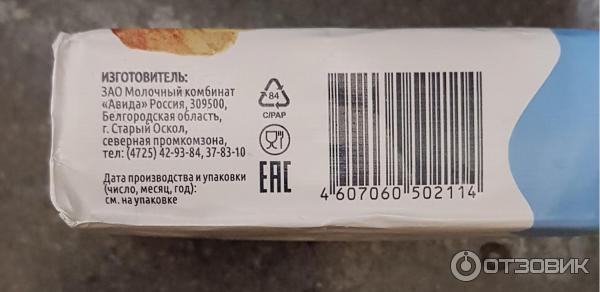 ИЗГОТОВИТЕЛЬ:
ЗАО Молочный комбинат
«Авида» Россия, 309500,
Белгородская область,
г. Старый Оскол,
северная промкомзона,
тел: (4725) 42-93-84, 37-83-10
Дата производства и упаковки
(число, месяц, год):
см. на упаковке
84
C/PAP
EAC
4 607060 502114
ОТЗОВИК